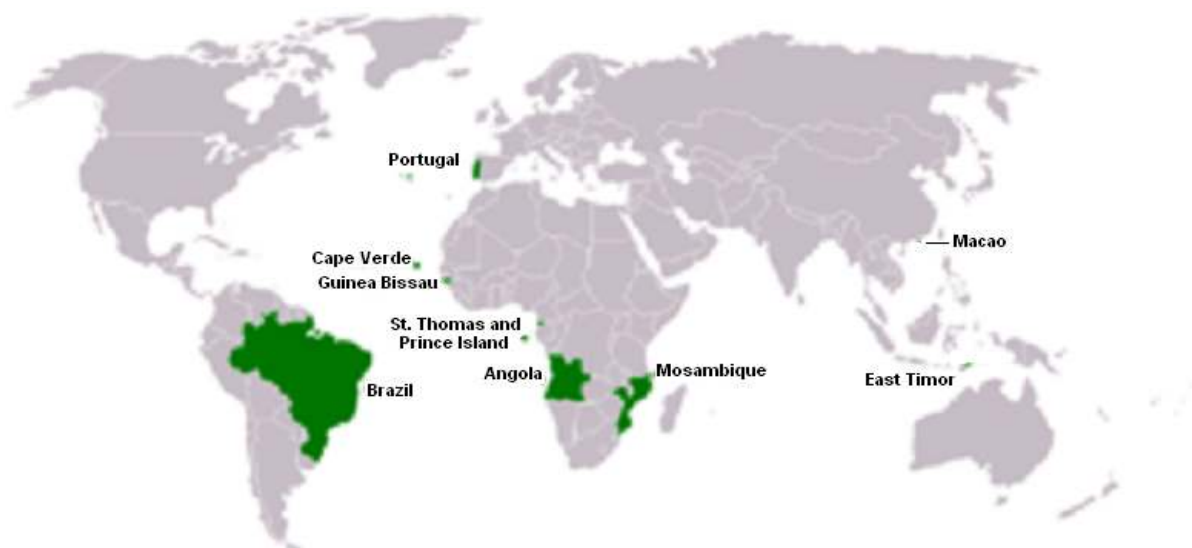 Portugal
Macao
Cape Verde
Guinea Bissau
St. Thomas and
Prince Island
Angola
Mosambique
East Timor
Brazil